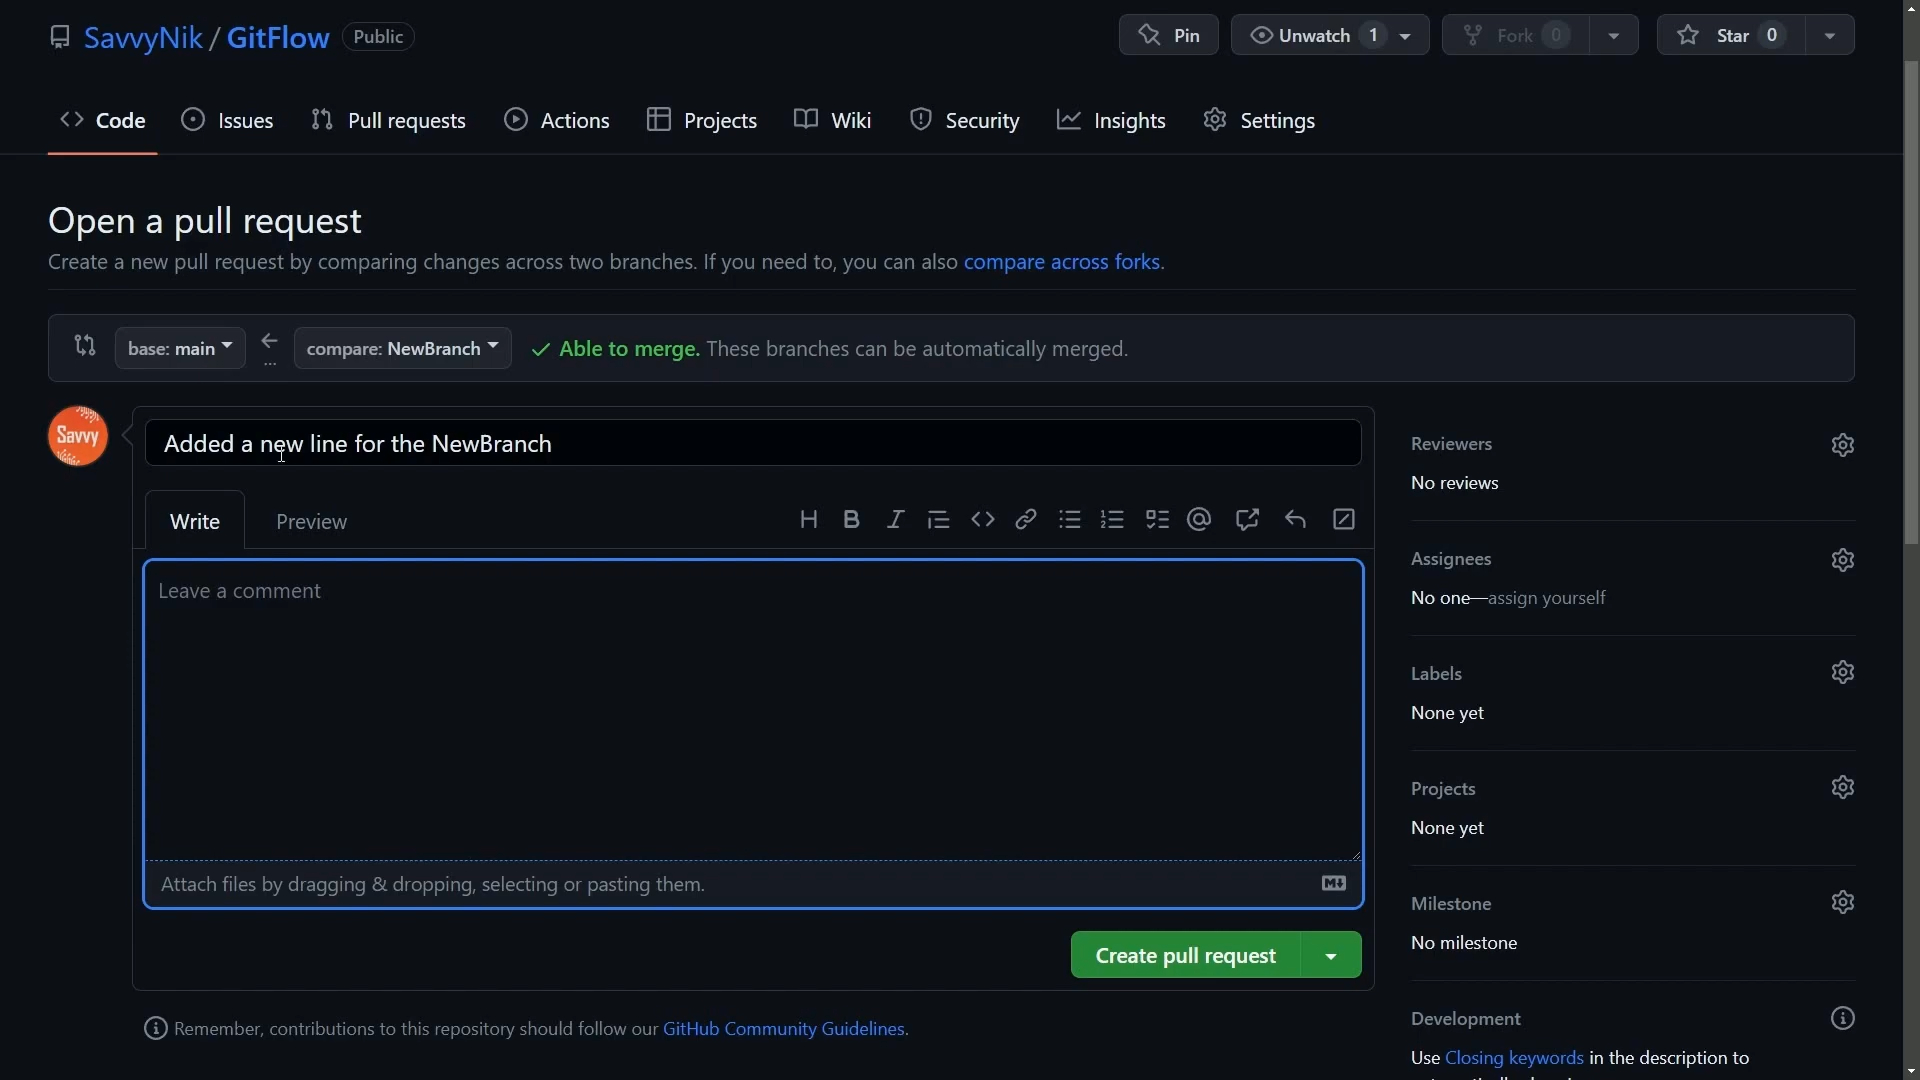 SavvyNik / GitFlow Public
Pin
Unwatch 1
Fork 0
Star 0
Code Issues Pull requests Actions Projects Wiki Security Insights Settings
Open a pull request
Create a new pull request by comparing changes across two branches. If you need to, you can also compare across forks.
base: main
...
compare: NewBranch
Able to merge. These branches can be automatically merged.
Savvy
Added a new line for the NewBranch
Write Preview
Leave a comment
Attach files by dragging & dropping, selecting or pasting them.
Create pull request
Remember, contributions to this repository should follow our GitHub Community Guidelines.
Reviewers
No reviews
Assignees
No one—assign yourself
Labels
None yet
Projects
None yet
Milestone
No milestone
Development
Use Closing keywords in the description to